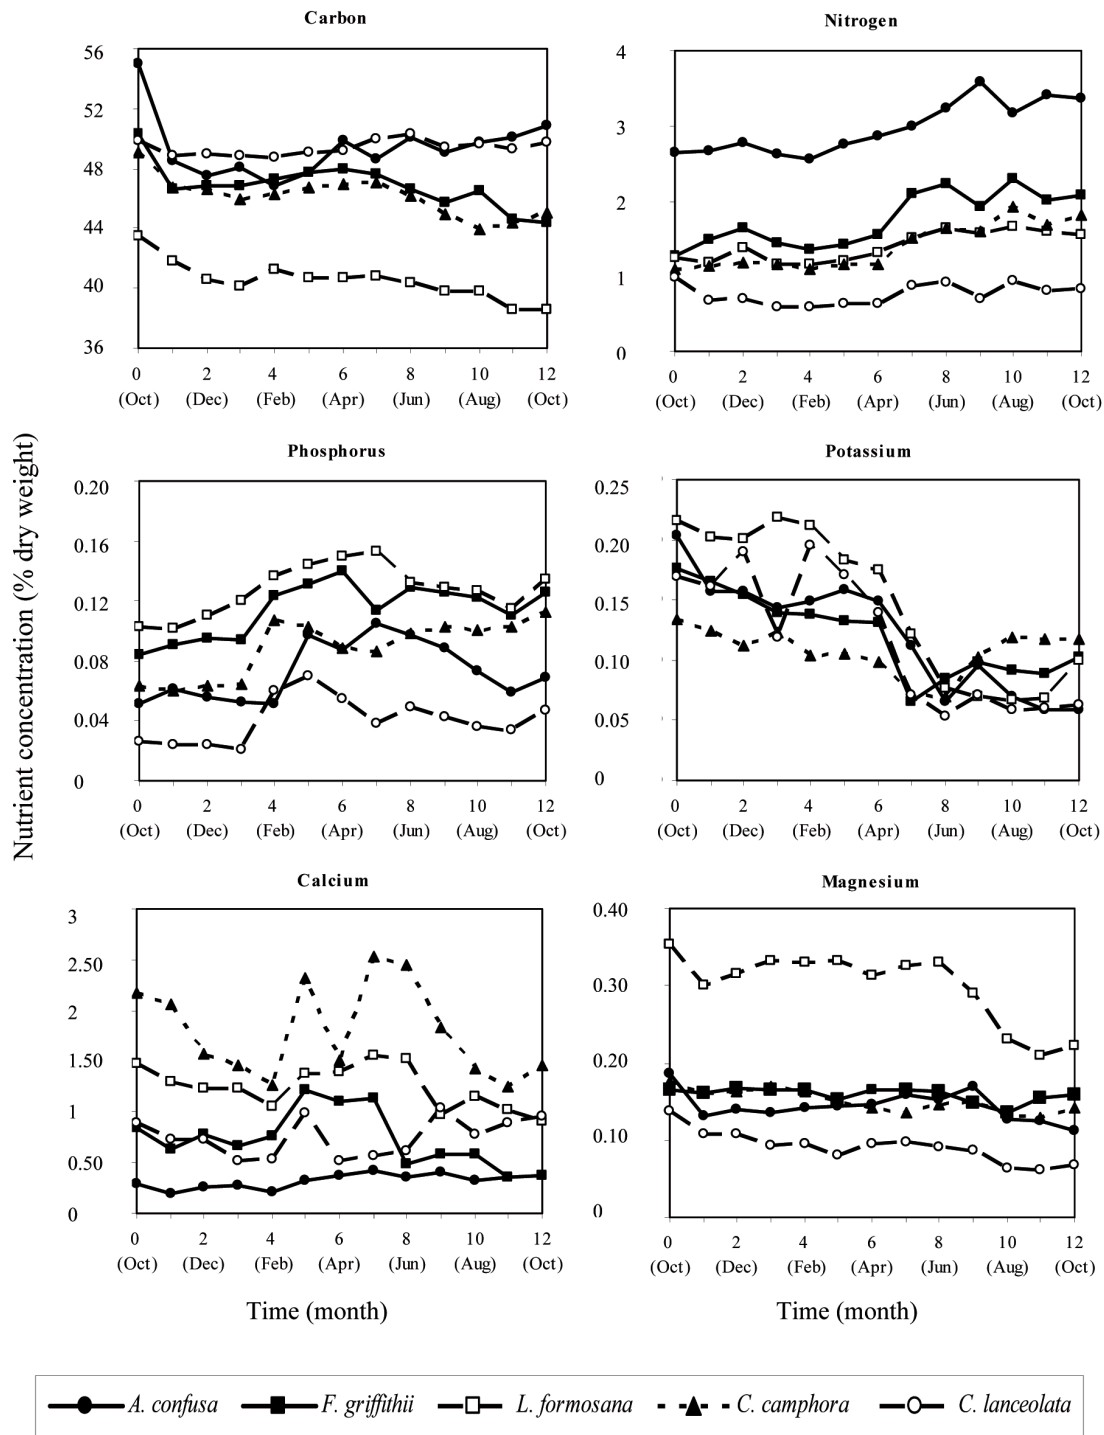 Carbon
56
52
48
44
40
36
0 2 4 6 8 10 12
(Oct) (Dec) (Feb) (Apr) (Jun) (Aug) (Oct)
Nitrogen
4
3
2
1
0
0 2 4 6 8 10 12
(Oct) (Dec) (Feb) (Apr) (Jun) (Aug) (Oct)
Nutrient concentration (% dry weight)
Phosphorus
0.20
0.16
0.12
0.08
0.04
0
0 2 4 6 8 10 12
(Oct) (Dec) (Feb) (Apr) (Jun) (Aug) (Oct)
Potassium
0.25
0.20
0.15
0.10
0.05
0
0 2 4 6 8 10 12
(Oct) (Dec) (Feb) (Apr) (Jun) (Aug) (Oct)
Calcium
3
2.50
2
1.50
1
0.50
0
0 2 4 6 8 10 12
(Oct) (Dec) (Feb) (Apr) (Jun) (Aug) (Oct)
Time (month)
Magnesium
0.40
0.30
0.20
0.10
0
0 2 4 6 8 10 12
(Oct) (Dec) (Feb) (Apr) (Jun) (Aug) (Oct)
Time (month)
A. confusa F. griffithii L. formosana C. camphora C. lanceolata